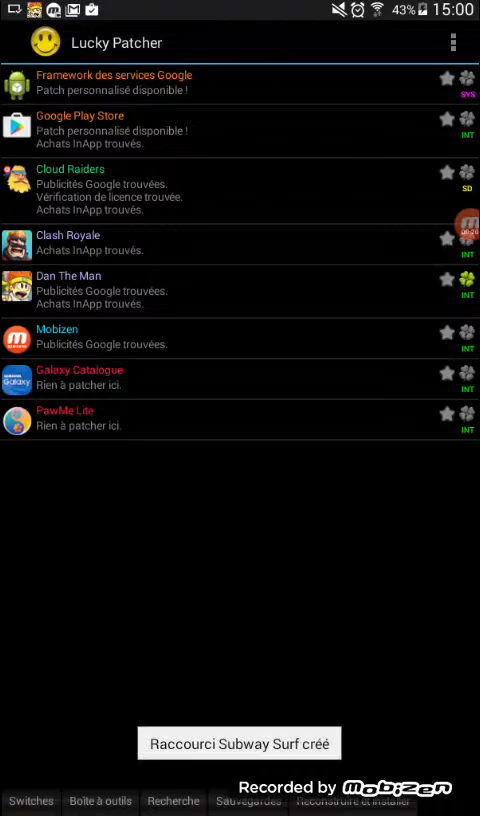 43% 15:00
Lucky Patcher
Framework des services Google
Patch personnalisé disponible !
SYS
Google Play Store
Patch personnalisé disponible !
Achats InApp trouvés.
INT
Cloud Raiders
Publicités Google trouvées.
Vérification de licence trouvée.
Achats InApp trouvés.
SD
Clash Royale
Achats InApp trouvés.
INT
Dan The Man
Publicités Google trouvées.
Achats InApp trouvés.
INT
Mobizen
Publicités Google trouvées.
INT
Galaxy Catalogue
Rien à patcher ici.
INT
PawMe Lite
Rien à patcher ici.
INT
Raccourci Subway Surf créé
Recorded by Mobizen
Switches Boîte à outils Recherche Sauvegardes Reconstruire et installer